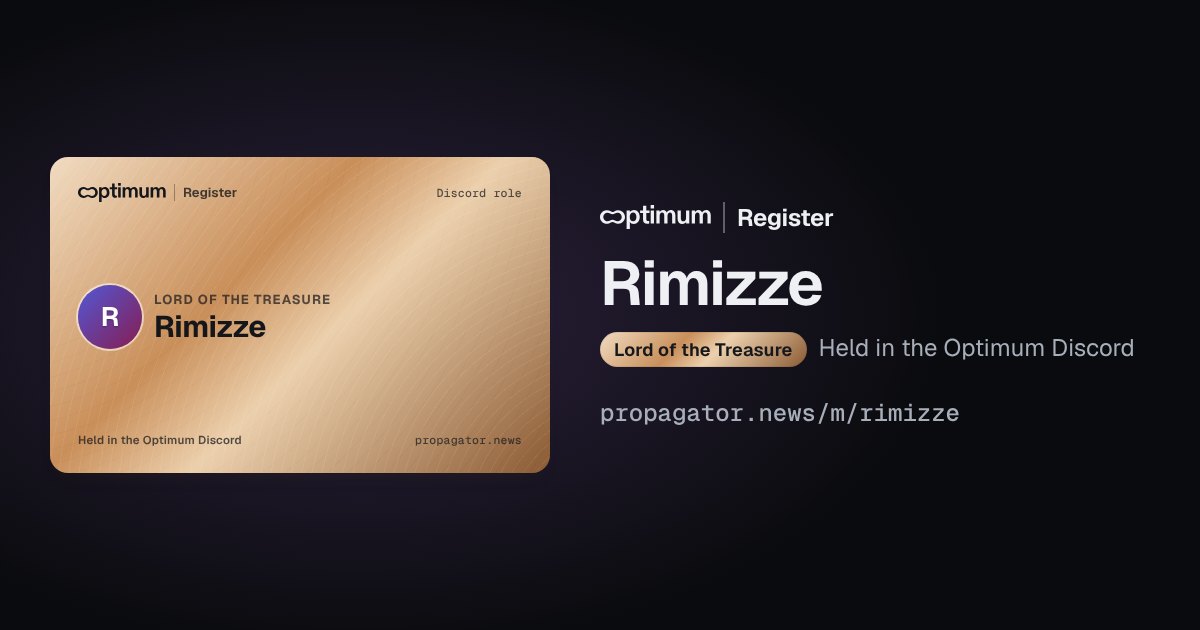 optimum | Register
Discord role
R
LORD OF THE TREASURE
Rimizze
Held in the Optimum Discord
propagator.news
optimum | Register
Rimizze
Lord of the Treasure
Held in the Optimum Discord
propagator.news/m/rimizze